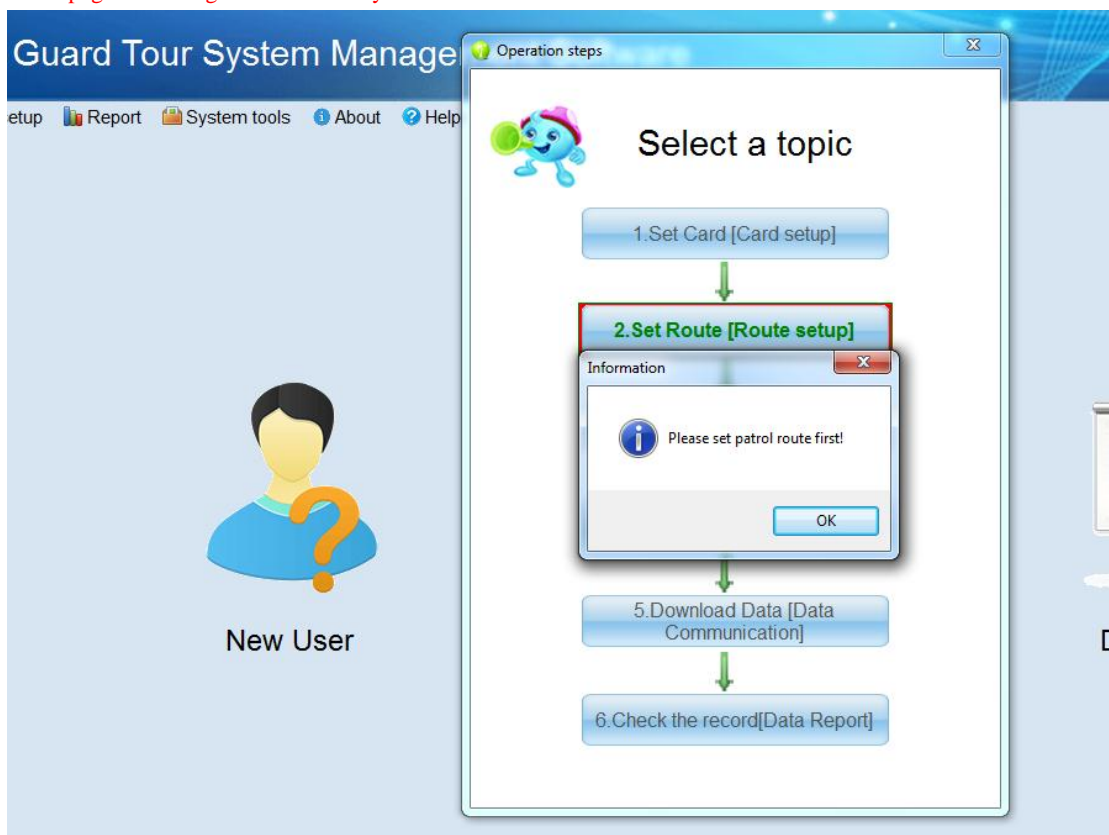 Guard Tour System Manage
Operation steps
etup Report System tools About Help
Select a topic
1.Set Card [Card setup]
2.Set Route [Route setup]
Information
Please set patrol route first!
OK
5.Download Data [Data
Communication]
6.Check the record[Data Report]
New User